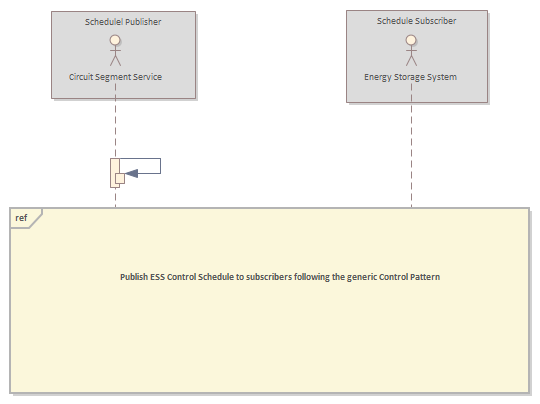 Schedulel Publisher
Schedule Subscriber
Circuit Segment Service
Energy Storage System
ref
Publish ESS Control Schedule to subscribers following the generic Control Pattern